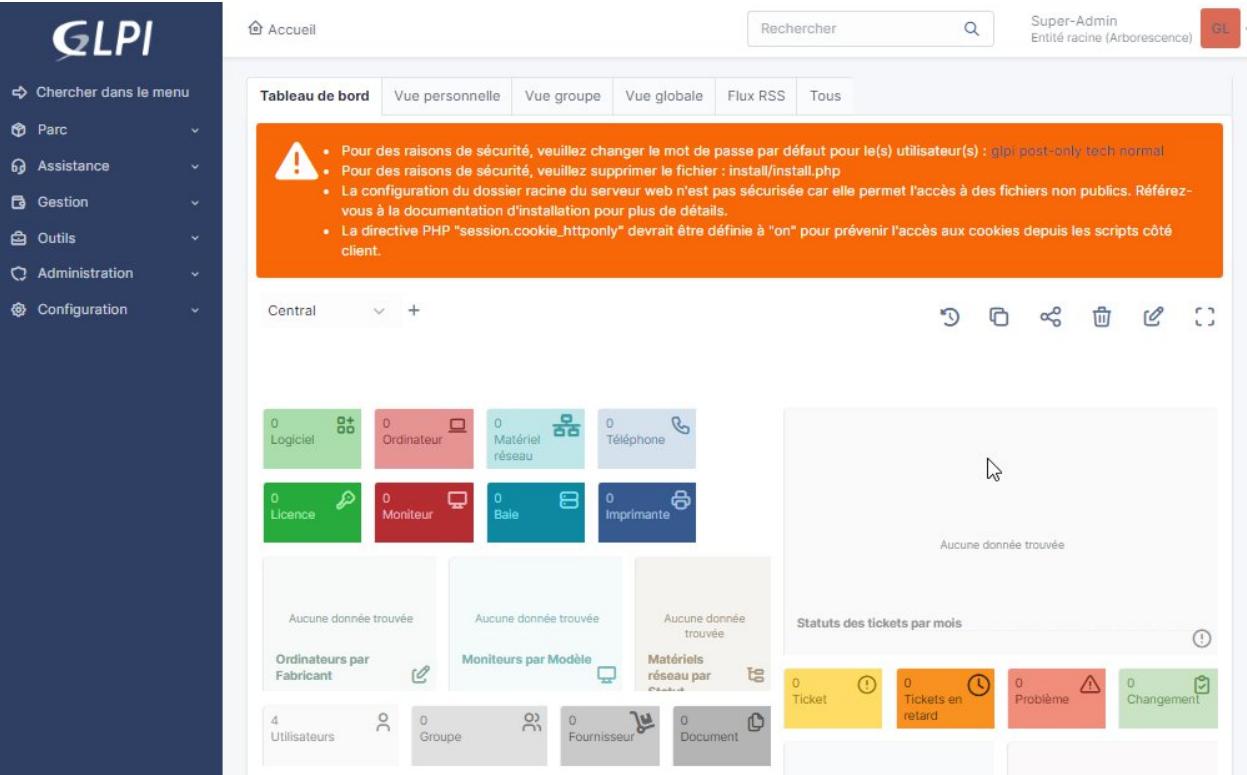 GLPI
Accueil
Rechercher
Super-Admin
Entité racine (Arborescence)
GL
Chercher dans le menu
Parc
Assistance
Gestion
Outils
Administration
Configuration
Tableau de bord
Vue personnelle
Vue groupe
Vue globale
Flux RSS
Tous
• Pour des raisons de sécurité, veuillez changer le mot de passe par défaut pour le(s) utilisateur(s) : glpi post-only tech normal
• Pour des raisons de sécurité, veuillez supprimer le fichier : install/install.php
• La configuration du dossier racine du serveur web n'est pas sécurisée car elle permet l'accès à des fichiers non publics. Référez-
vous à la documentation d'installation pour plus de détails.
• La directive PHP "session.cookie_httponly" devrait être définie à "on" pour prévenir l'accès aux cookies depuis les scripts côté
client.
Central
0
Logiciel
0
Ordinateur
0
Matériel
réseau
0
Téléphone
0
Licence
0
Moniteur
0
Baie
0
Imprimante
Aucune donnée trouvée
Ordinateurs par
Fabricant
Aucune donnée trouvée
Moniteurs par Modèle
Aucune donnée
trouvée
Matériels
réseau par
Statut
4
Utilisateurs
0
Groupe
0
Fournisseur
0
Document
Aucune donnée trouvée
Statuts des tickets par mois
0
Ticket
0
Tickets en
retard
0
Problème
0
Changement